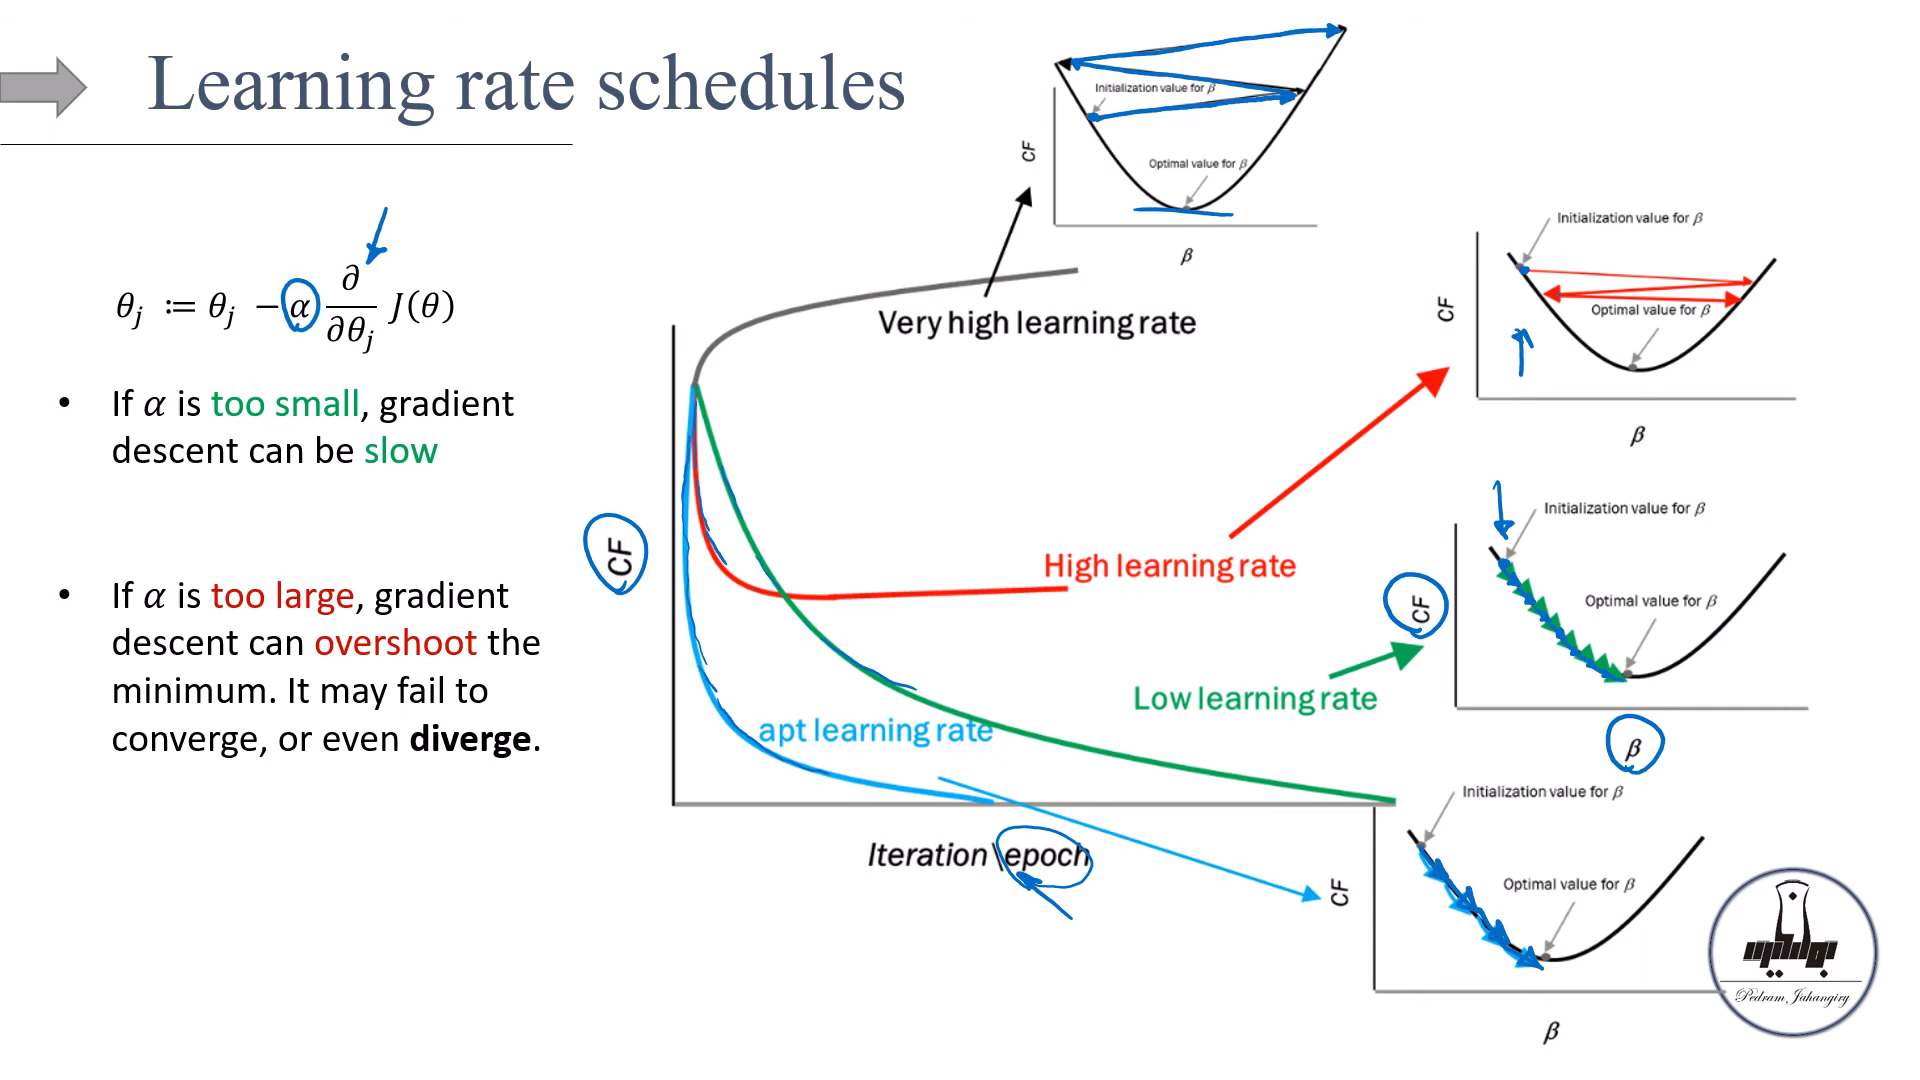 Learning rate schedules
θj := θj − α ∂/∂θj J(θ)
• If α is too small, gradient
descent can be slow
• If α is too large, gradient
descent can overshoot the
minimum. It may fail to
converge, or even diverge.
CF
Iteration \epoch
Very high learning rate
High learning rate
Low learning rate
apt learning rate
Initialization value for β
Optimal value for β
CF
β
Initialization value for β
Optimal value for β
CF
β
Initialization value for β
Optimal value for β
CF
β
Initialization value for β
Optimal value for β
CF
β
Pedram Jahangiry